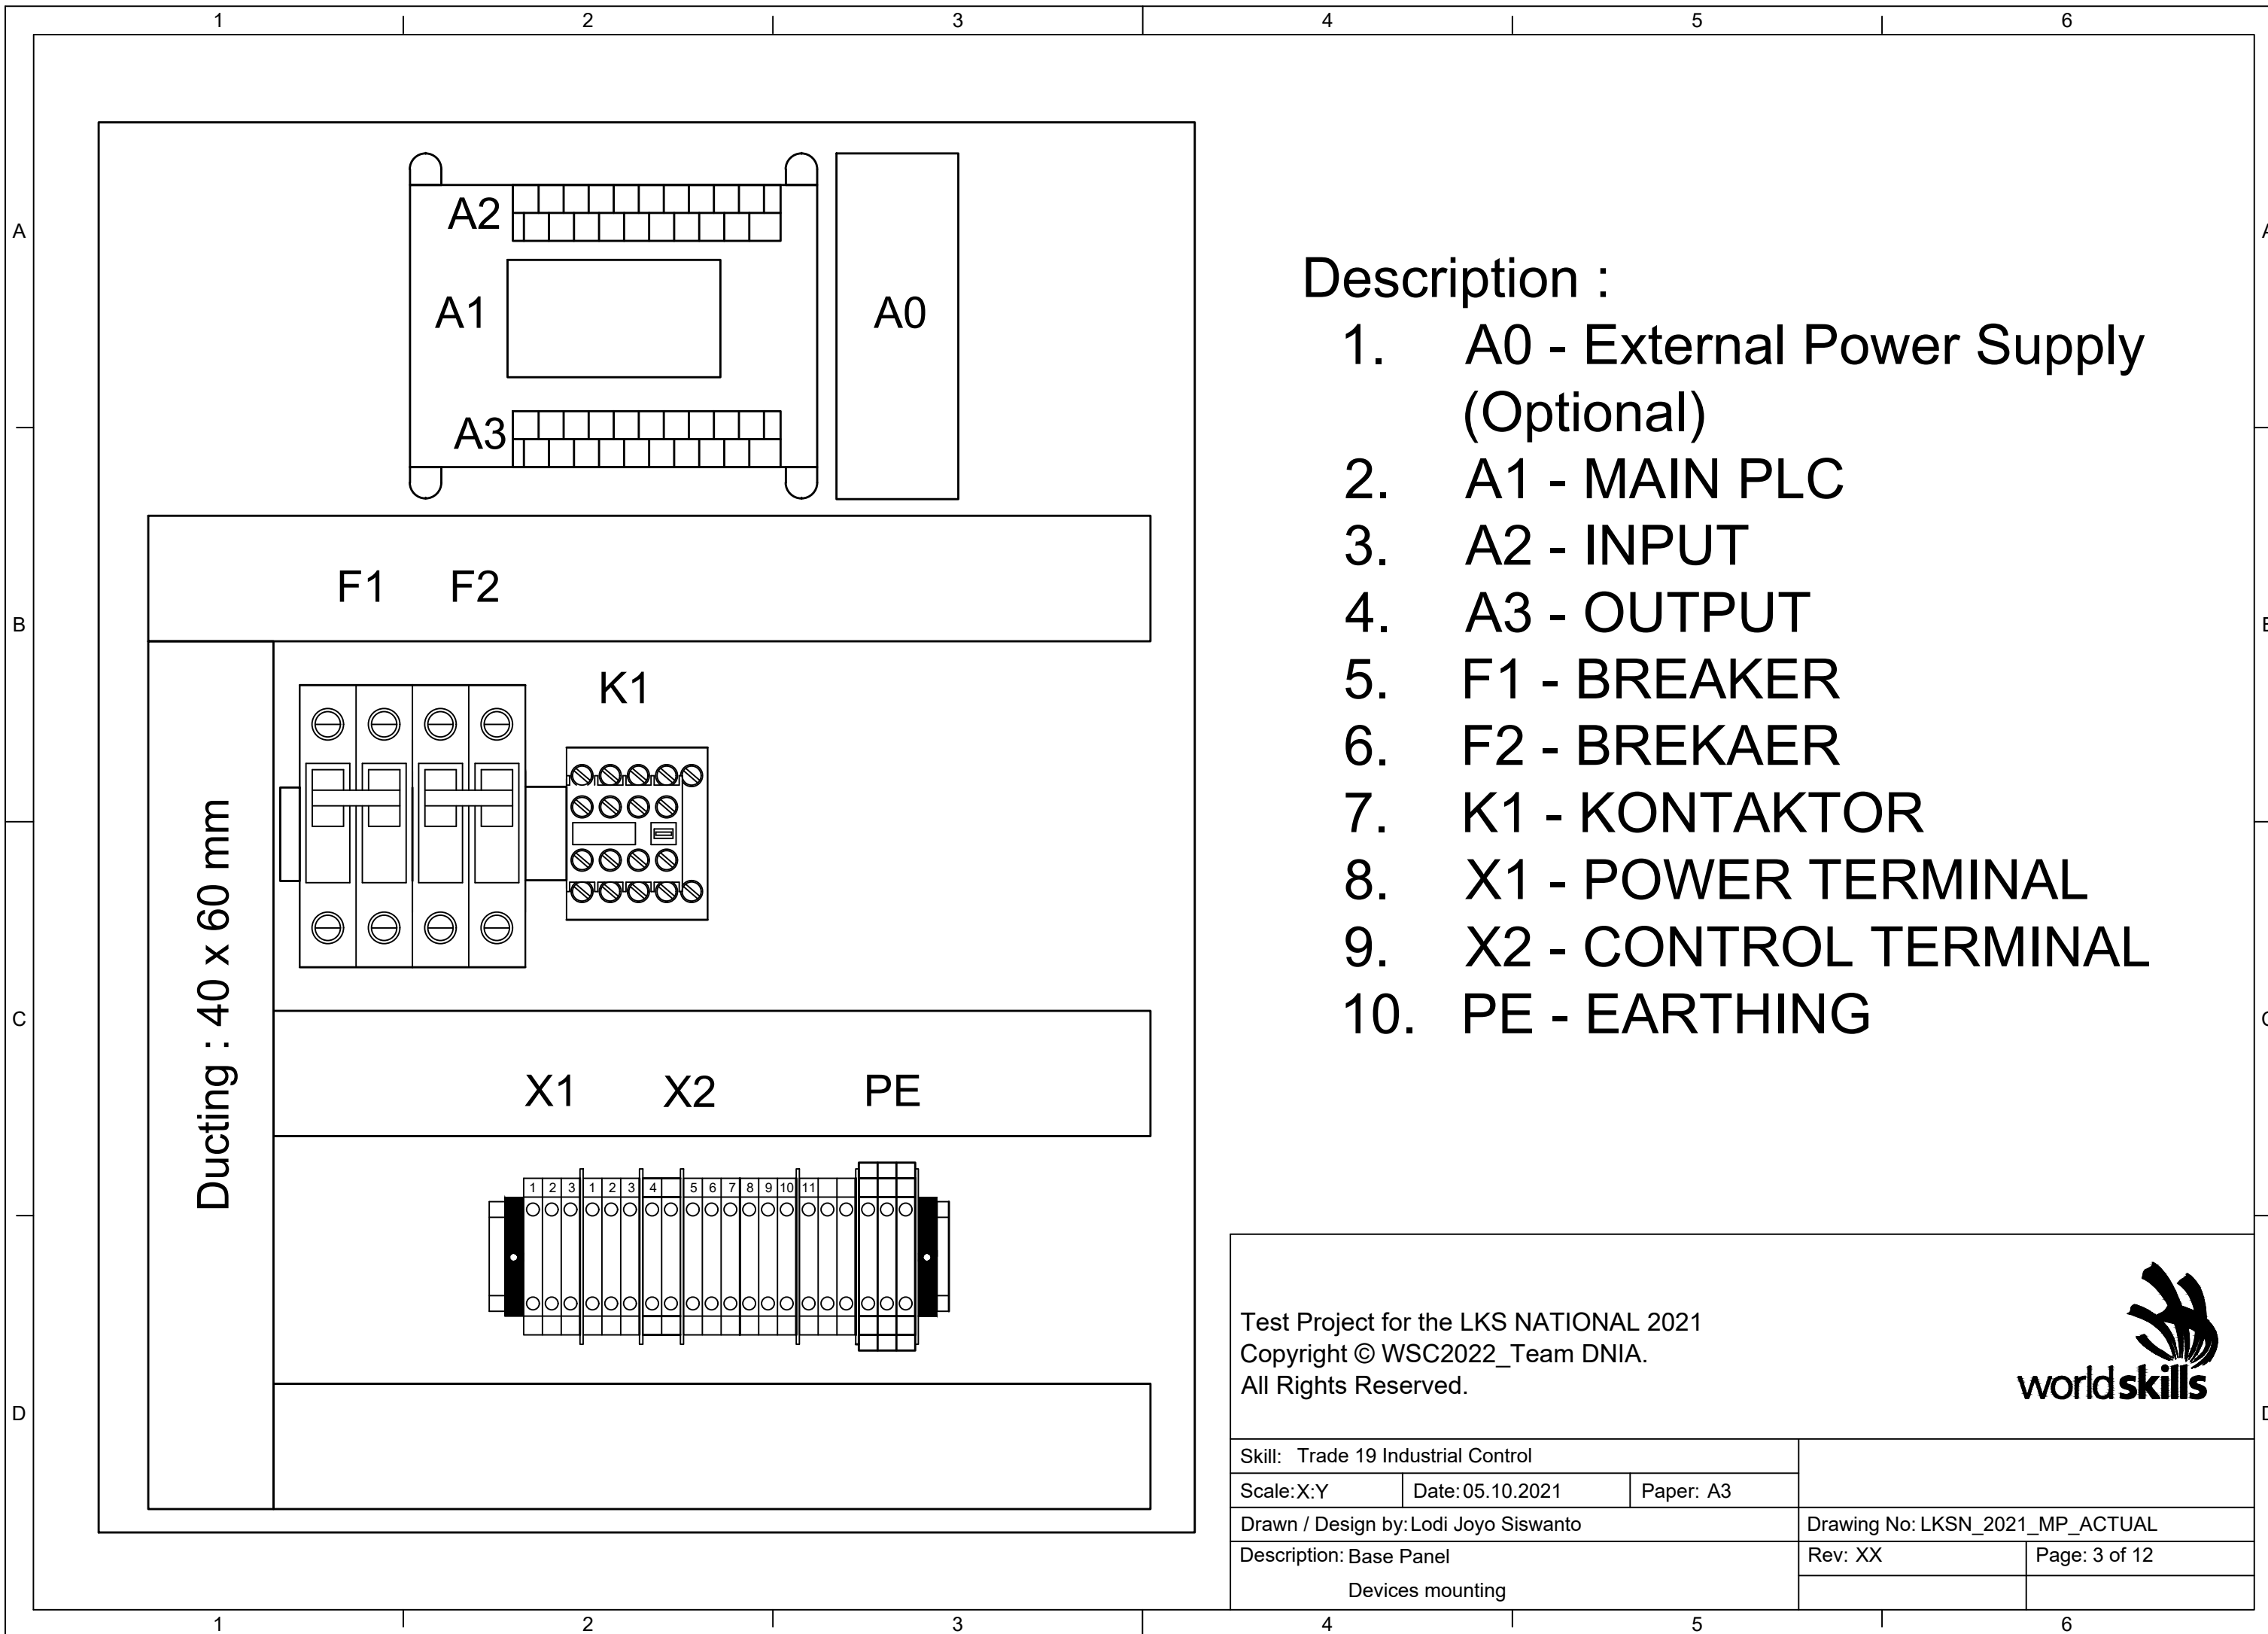 1 2 3 4 5 6
A A
A2
A1
A0
A3
F1 F2
B
K1
Ducting : 40 x 60 mm
C
X1 X2 PE
1 2 3 1 2 3 4 5 6 7 8 9 10 11
D
Description :
1. A0 - External Power Supply
(Optional)
2. A1 - MAIN PLC
3. A2 - INPUT
4. A3 - OUTPUT
5. F1 - BREAKER
6. F2 - BREKAER
7. K1 - KONTAKTOR
8. X1 - POWER TERMINAL
9. X2 - CONTROL TERMINAL
10. PE - EARTHING
Test Project for the LKS NATIONAL 2021
Copyright © WSC2022_Team DNIA.
All Rights Reserved.
worldskills
Skill: Trade 19 Industrial Control
Scale:X:Y Date:05.10.2021 Paper: A3
Drawn / Design by:Lodi Joyo Siswanto Drawing No: LKSN_2021_MP_ACTUAL
Description: Base Panel Rev: XX Page: 3 of 12
Devices mounting
1 2 3 4 5 6